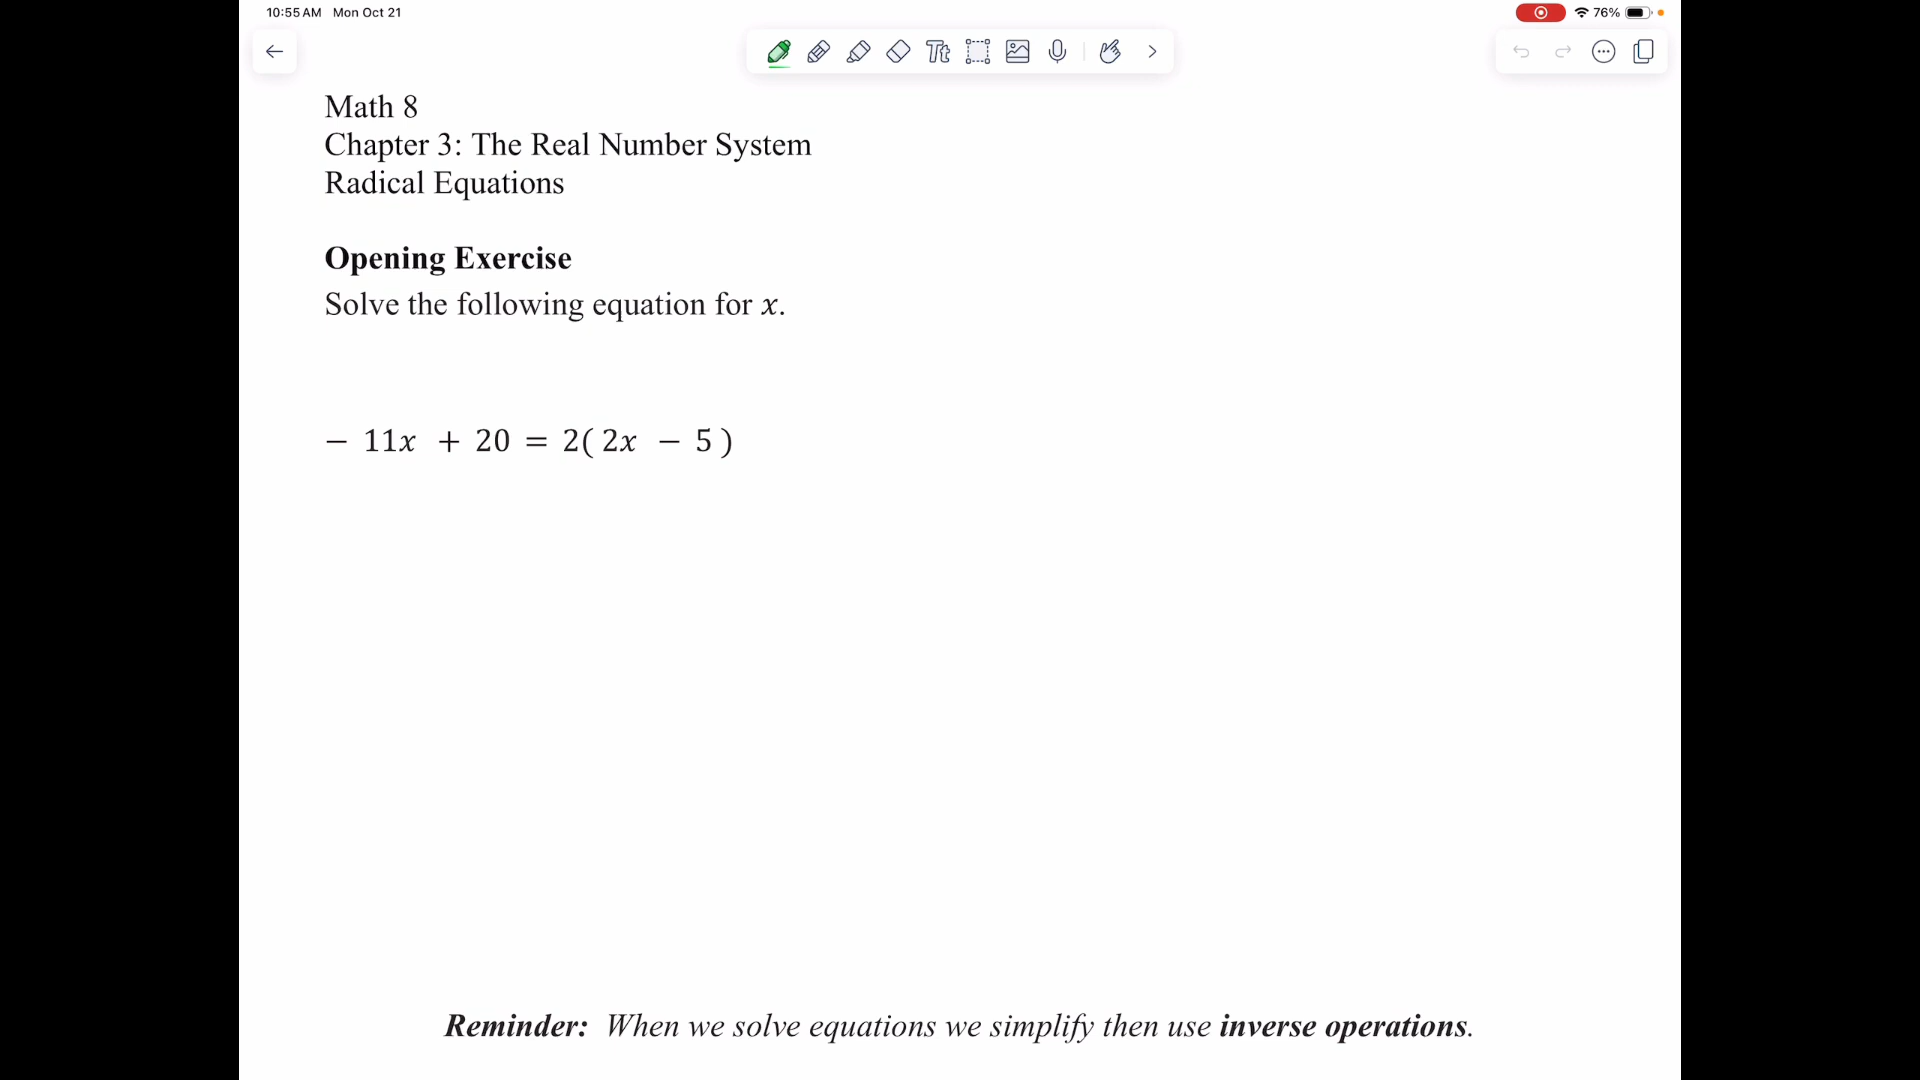 10:55 AM Mon Oct 21
76%
Tt
Math 8
Chapter 3: The Real Number System
Radical Equations
Opening Exercise
Solve the following equation for x.
− 11x + 20 = 2( 2x − 5 )
Reminder: When we solve equations we simplify then use inverse operations.